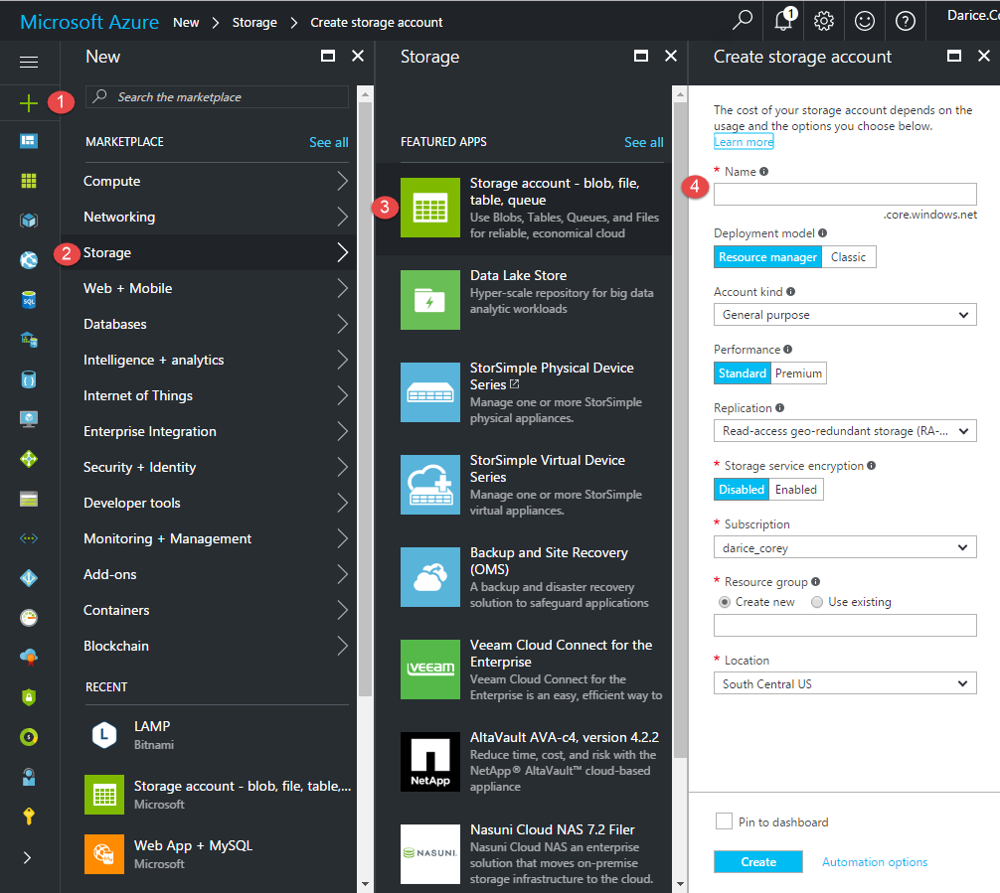 Microsoft Azure New > Storage > Create storage account
1
Darice.Co
New
Storage
Create storage account
1
Search the marketplace
MARKETPLACE
See all
Compute
Networking
2
Storage
Web + Mobile
Databases
Intelligence + analytics
Internet of Things
Enterprise Integration
Security + Identity
Developer tools
Monitoring + Management
Add-ons
Containers
Blockchain
RECENT
LAMP
Bitnami
Storage account - blob, file, table,...
Microsoft
Web App + MySQL
Microsoft
SQL
FEATURED APPS
See all
3
Storage account - blob, file,
table, queue
Use Blobs, Tables, Queues, and Files
for reliable, economical cloud
Data Lake Store
Hyper-scale repository for big data
analytic workloads
StorSimple Physical Device
Series
Manage one or more StorSimple
physical appliances.
StorSimple Virtual Device
Series
Manage one or more StorSimple
virtual appliances.
Backup and Site Recovery
(OMS)
A backup and disaster recovery
solution to safeguard applications
veeam
Veeam Cloud Connect for the
Enterprise
Veeam Cloud Connect for the
Enterprise is an easy, efficient way to
NetApp
AltaVault AVA-c4, version 4.2.2
Reduce time, cost, and risk with the
NetApp® AltaVault™ cloud-based
appliance
NASUNI.
Nasuni Cloud NAS 7.2 Filer
Nasuni Cloud NAS an enterprise
solution that moves on-premise
storage infrastructure to the cloud.
The cost of your storage account depends on the
usage and the options you choose below.
Learn more
4
* Name
.core.windows.net
Deployment model
Resource manager Classic
Account kind
General purpose
Performance
Standard Premium
Replication
Read-access geo-redundant storage (RA-...
* Storage service encryption
Disabled Enabled
* Subscription
darice_corey
* Resource group
Create new Use existing
* Location
South Central US
Pin to dashboard
Create Automation options